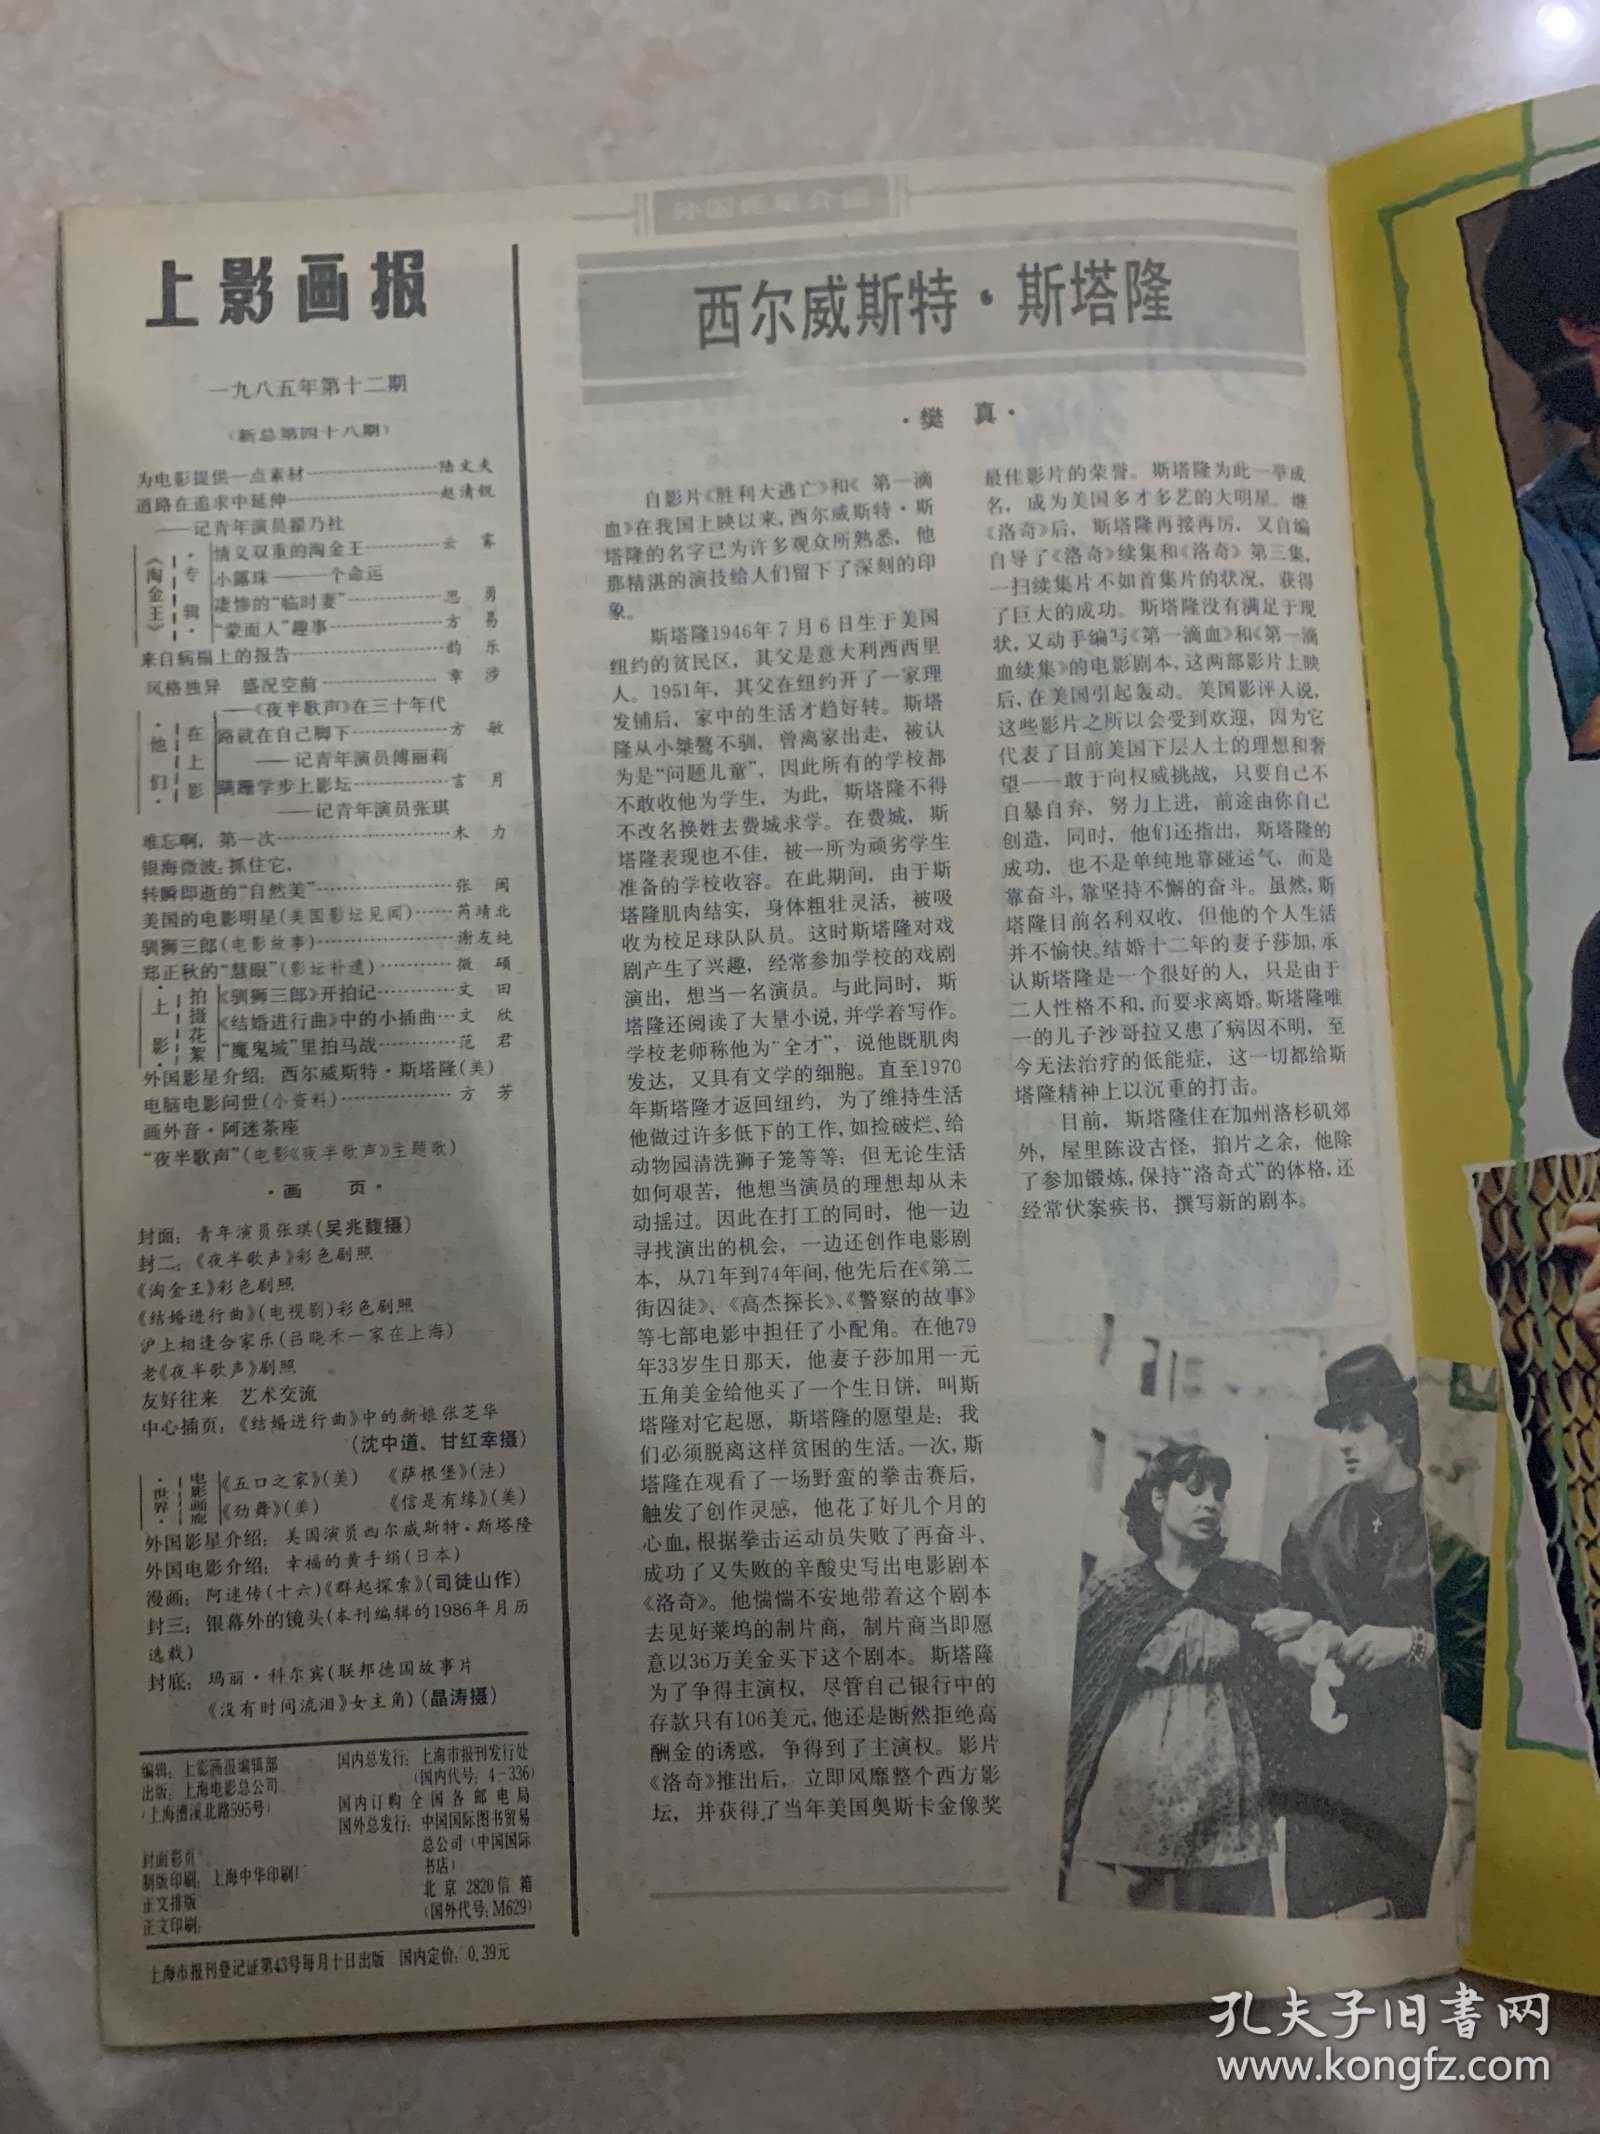 上影画报
一九八五年第十二期
（新总第四十八期）
为电影提供一点素材……陆文夫
道路在追求中延伸……赵清锐
——记青年演员翟乃社
《淘金王》
·专辑·
情义双重的淘金王……云雾
小露珠——一个命运
凄惨的“临时妻”……思勇
“蒙面人”趣事……方易
来自病榻上的报告……韵乐
风格独异　盛况空前……章涉
——《夜半歌声》在三十年代
·他们·
在上影
路就在自己脚下……方敏
——记青年演员傅丽莉
蹒跚学步上影坛……言月
——记青年演员张琪
难忘啊，第一次……木力
银海微波：抓住它，
转瞬即逝的“自然美”……张闽
美国的电影明星（美国影坛见闻）……芮靖北
驯狮三郎（电影故事）……谢友纯
郑正秋的“慧眼”（影坛补遗）……微硕
·上影·
拍摄花絮
《驯狮三郎》开拍记……文田
《结婚进行曲》中的小插曲…文欣
“魔鬼城”里拍马战……范君
外国影星介绍：西尔威斯特·斯塔隆（美）
电脑电影问世（小资料）……方芳
画外音·阿迷茶座
“夜半歌声”（电影《夜半歌声》主题歌）
·画　页·
封面：青年演员张琪（吴兆馥摄）
封二：《夜半歌声》彩色剧照
《淘金王》彩色剧照
《结婚进行曲》（电视剧）彩色剧照
沪上相逢合家乐（吕晓禾一家在上海）
老《夜半歌声》剧照
友好往来　艺术交流
中心插页：《结婚进行曲》中的新娘张芝华
（沈中道、甘红幸摄）
·世界·
电影画廊
《五口之家》（美）　《萨根堡》（法）
《劲舞》（美）　《信是有缘》（美）
外国影星介绍：美国演员西尔威斯特·斯塔隆
外国电影介绍：幸福的黄手绢（日本）
漫画：阿迷传（十六）《群起探索》（司徒山作）
封三：银幕外的镜头（本刊编辑的1986年月历
选载）
封底：玛丽·科尔宾（联邦德国故事片
《没有时间流泪》女主角）（晶涛摄）
编辑：上影画报编辑部
出版：上海电影总公司
（上海漕溪北路595号）
封面彩页
制版印刷：上海中华印刷厂
正文排版
正文印刷：
国内总发行：上海市报刊发行处
（国内代号：4－336）
国内订购 全国各邮电局
国外总发行：中国国际图书贸易
总公司（中国国际
书店）
北京 2820信箱
（国外代号：M629）
上海市报刊登记证第43号每月十日出版　国内定价：0.39元
西尔威斯特·斯塔隆
·樊　真·
自影片《胜利大逃亡》和《第一滴
血》在我国上映以来，西尔威斯特·斯
塔隆的名字已为许多观众所熟悉，他
那精湛的演技给人们留下了深刻的印
象。
斯塔隆1946年7月6日生于美国
纽约的贫民区，其父是意大利西西里
人。1951年，其父在纽约开了一家理
发铺后，家中的生活才趋好转。斯塔
隆从小桀骜不驯，曾离家出走，被认
为是“问题儿童”，因此所有的学校都
不敢收他为学生，为此，斯塔隆不得
不改名换姓去费城求学。在费城，斯
塔隆表现也不佳，被一所为顽劣学生
准备的学校收容。在此期间，由于斯
塔隆肌肉结实，身体粗壮灵活，被吸
收为校足球队队员。这时斯塔隆对戏
剧产生了兴趣，经常参加学校的戏剧
演出，想当一名演员。与此同时，斯
塔隆还阅读了大量小说，并学着写作。
学校老师称他为“全才”，说他既肌肉
发达，又具有文学的细胞。直至1970
年斯塔隆才返回纽约，为了维持生活
他做过许多低下的工作，如捡破烂、给
动物园清洗狮子笼等等；但无论生活
如何艰苦，他想当演员的理想却从未
动摇过。因此在打工的同时，他一边
寻找演出的机会，一边还创作电影剧
本，从71年到74年间，他先后在《第二
街囚徒》、《高杰探长》、《警察的故事》
等七部电影中担任了小配角。在他79
年33岁生日那天，他妻子莎加用一元
五角美金给他买了一个生日饼，叫斯
塔隆对它起愿，斯塔隆的愿望是：我
们必须脱离这样贫困的生活。一次，斯
塔隆在观看了一场野蛮的拳击赛后，
触发了创作灵感，他花了好几个月的
心血，根据拳击运动员失败了再奋斗、
成功了又失败的辛酸史写出电影剧本
《洛奇》。他惴惴不安地带着这个剧本
去见好莱坞的制片商，制片商当即愿
意以36万美金买下这个剧本。斯塔隆
为了争得主演权，尽管自己银行中的
存款只有106美元，他还是断然拒绝高
酬金的诱惑，争得到了主演权。影片
《洛奇》推出后，立即风靡整个西方影
坛，并获得了当年美国奥斯卡金像奖
最佳影片的荣誉。斯塔隆为此一举成
名，成为美国多才多艺的大明星。继
《洛奇》后，斯塔隆再接再厉，又自编
自导了《洛奇》续集和《洛奇》第三集，
一扫续集片不如首集片的状况，获得
了巨大的成功。斯塔隆没有满足于现
状，又动手编写《第一滴血》和《第一滴
血续集》的电影剧本，这两部影片上映
后，在美国引起轰动。美国影评人说，
这些影片之所以会受到欢迎，因为它
代表了目前美国下层人士的理想和奢
望——敢于向权威挑战，只要自己不
自暴自弃，努力上进，前途由你自己
创造，同时，他们还指出，斯塔隆的
成功，也不是单纯地靠碰运气，而是
靠奋斗，靠坚持不懈的奋斗。虽然，斯
塔隆目前名利双收，但他的个人生活
并不愉快。结婚十二年的妻子莎加，承
认斯塔隆是一个很好的人，只是由于
二人性格不和，而要求离婚。斯塔隆唯
一的儿子沙哥拉又患了病因不明，至
今无法治疗的低能症，这一切都给斯
塔隆精神上以沉重的打击。
目前，斯塔隆住在加州洛杉矶郊
外，屋里陈设古怪，拍片之余，他除
了参加锻炼，保持“洛奇式”的体格，还
经常伏案疾书，撰写新的剧本。
孔夫子旧书网
www.kongfz.com